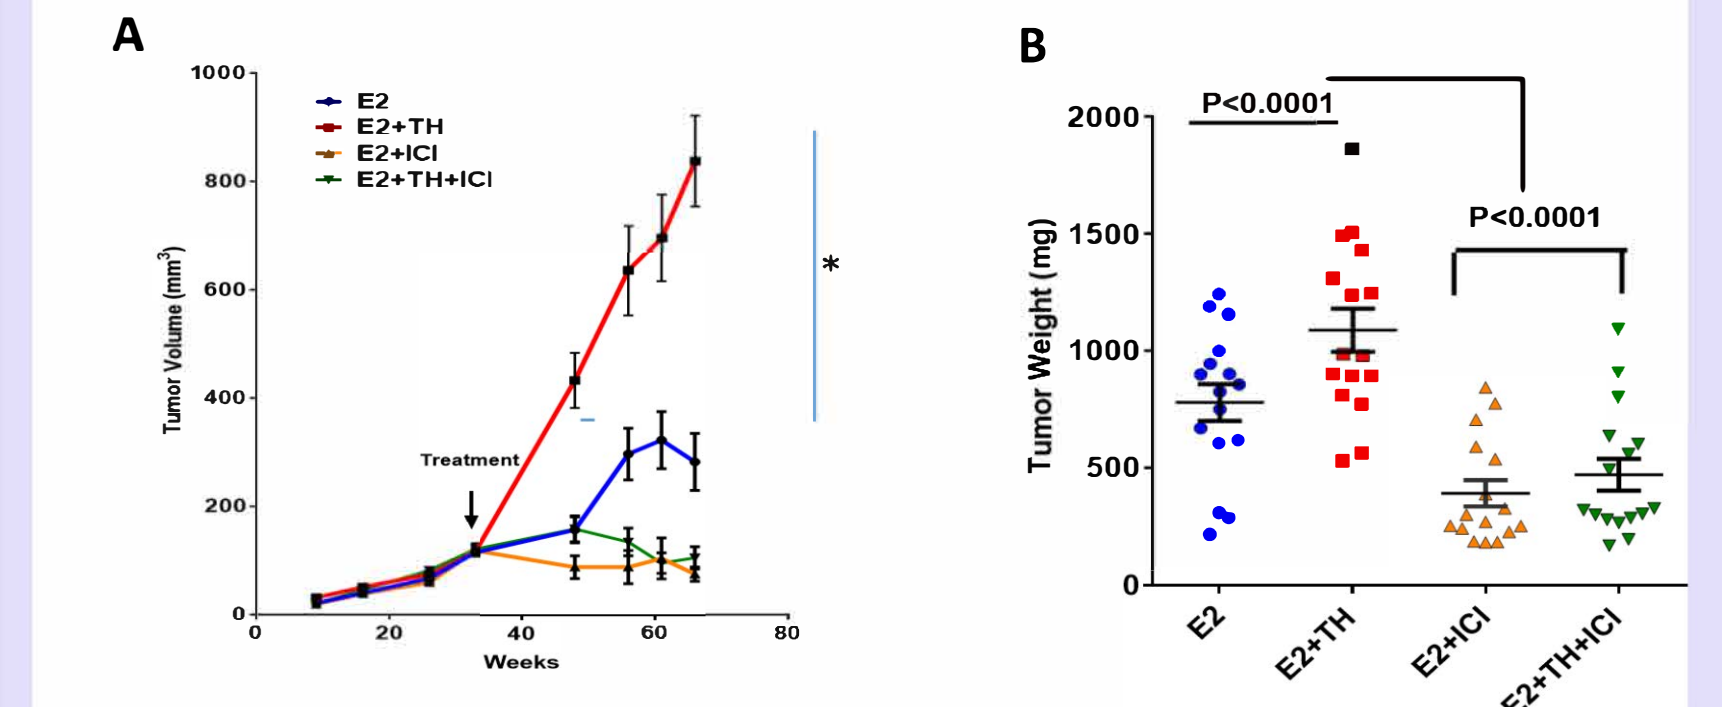 A
1000
800
600
400
200
0
Tumor Volume (mm³)
E2
E2+TH
E2+ICI
E2+TH+ICI
Treatment
*
0 20 40 60 80
Weeks
B
2000
1500
1000
500
0
Tumor Weight (mg)
P<0.0001
P<0.0001
E2
E2+TH
E2+ICI
E2+TH+ICI